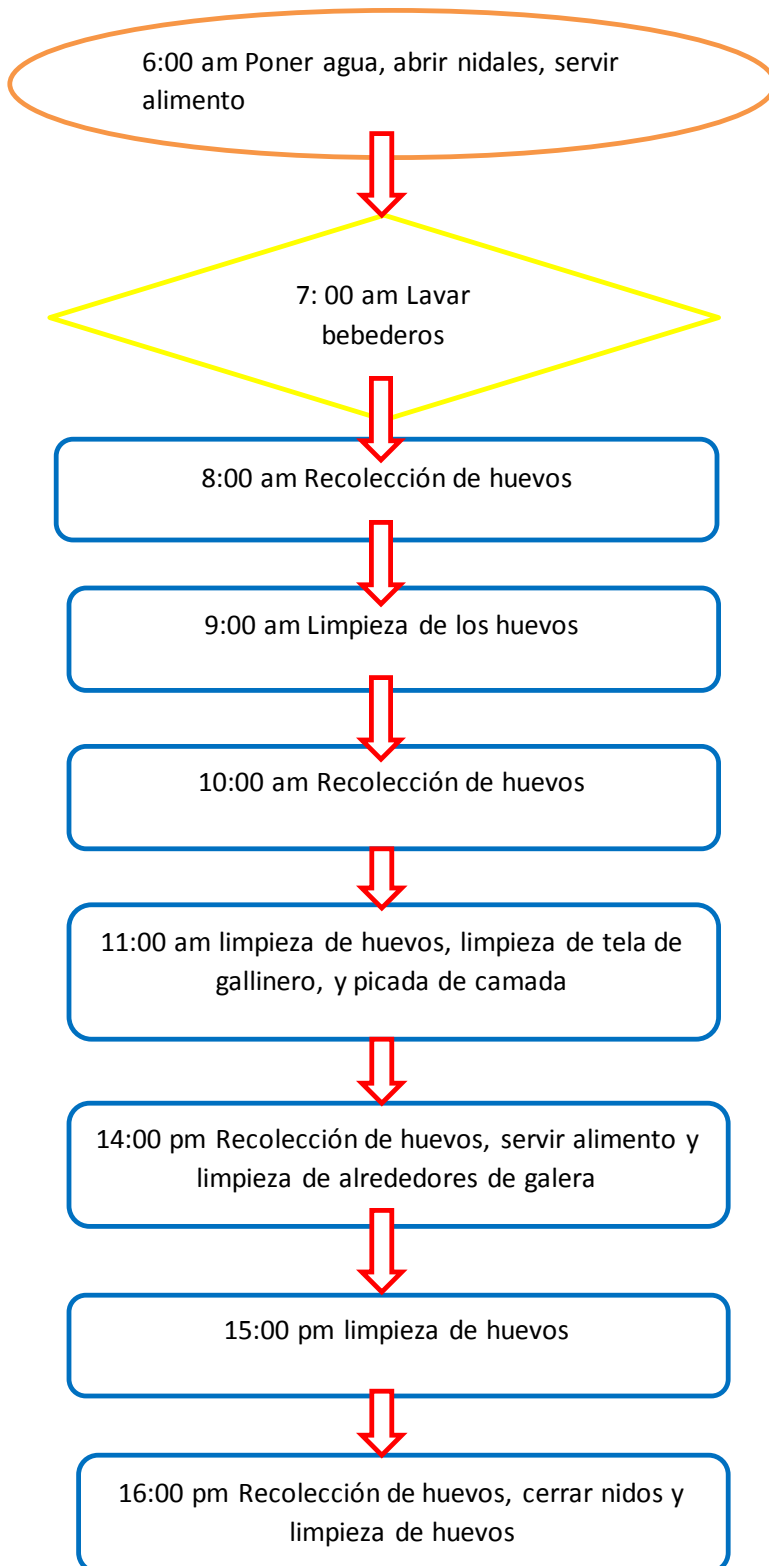 6:00 am Poner agua, abrir nidales, servir
alimento
7: 00 am Lavar
bebederos
8:00 am Recolección de huevos
9:00 am Limpieza de los huevos
10:00 am Recolección de huevos
11:00 am limpieza de huevos, limpieza de tela de
gallinero, y picada de camada
14:00 pm Recolección de huevos, servir alimento y
limpieza de alrededores de galera
15:00 pm limpieza de huevos
16:00 pm Recolección de huevos, cerrar nidos y
limpieza de huevos